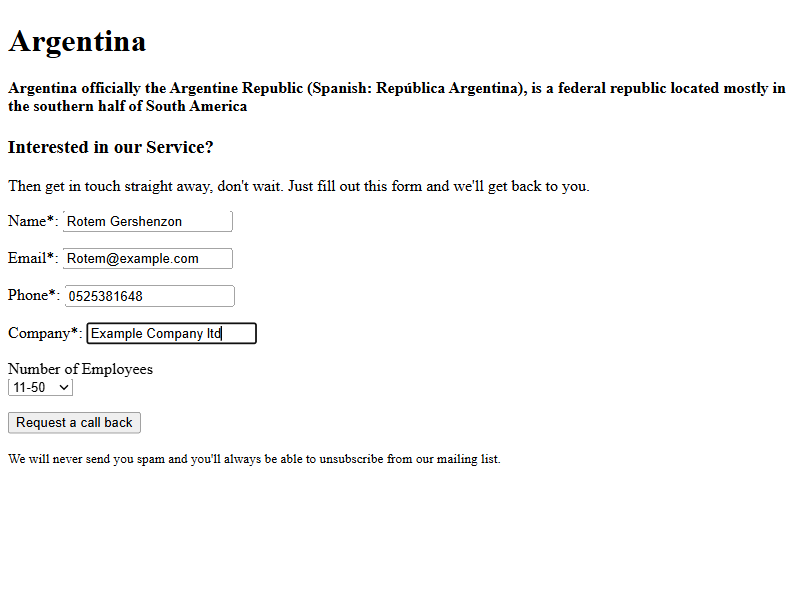 Argentina
Argentina officially the Argentine Republic (Spanish: República Argentina), is a federal republic located mostly in
the southern half of South America
Interested in our Service?
Then get in touch straight away, don't wait. Just fill out this form and we'll get back to you.
Name*: Rotem Gershenzon
Email*: Rotem@example.com
Phone*: 0525381648
Company*: Example Company ltd
Number of Employees
11-50
Request a call back
We will never send you spam and you'll always be able to unsubscribe from our mailing list.